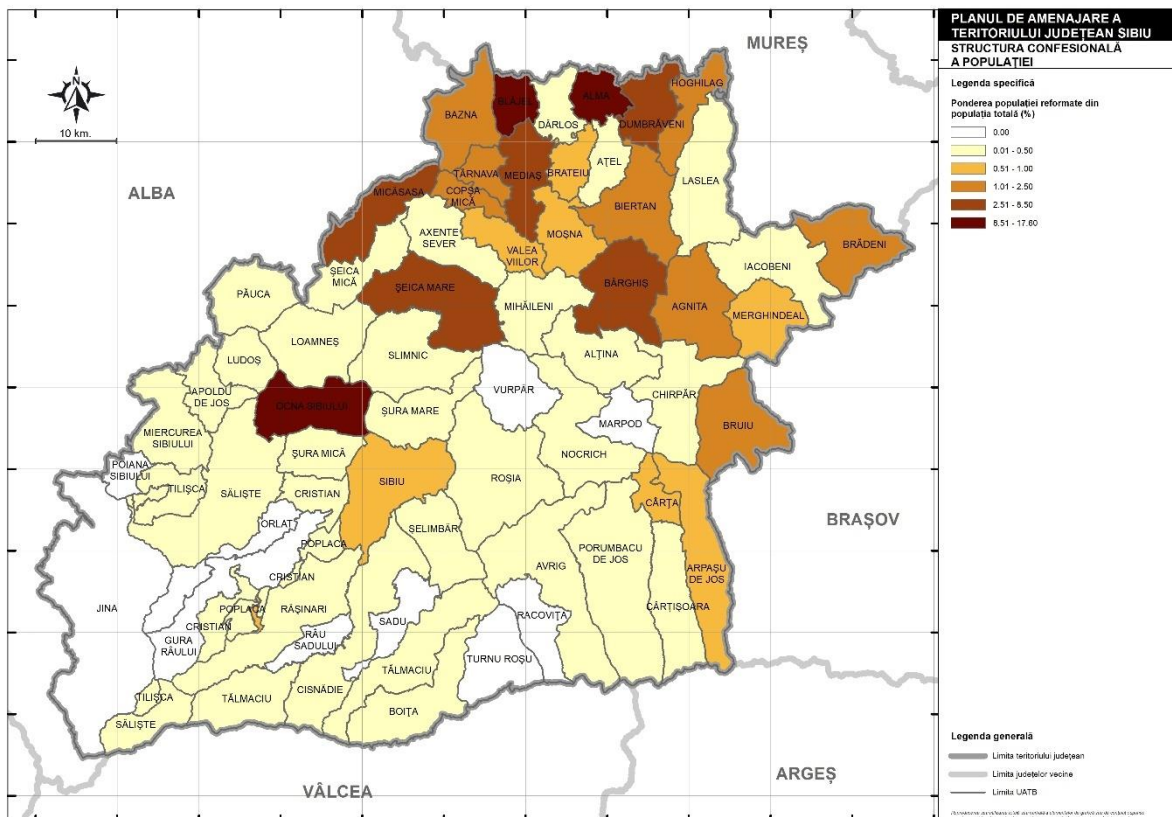 PLANUL DE AMENAJARE A
TERITORIULUI JUDEȚEAN SIBIU
STRUCTURA CONFESIONALĂ
A POPULAȚIEI
Legenda specifică
Ponderea populației reformate din
populația totală (%)
0.00
0.01 - 0.50
0.51 - 1.00
1.01 - 2.50
2.51 - 8.50
8.51 - 17.60
Legenda generală
Limita teritoriului județean
Limita județelor vecine
Limita UATB
N
10 km.
MUREȘ
ALBA
BRAȘOV
ARGEȘ
VÂLCEA
HOGHILAG
BLĂJEL
ALMA
BAZNA
DÂRLOS
DUMBRĂVENI
AȚEL
TÂRNAVA
MEDIAȘ
BRATEIU
LASLEA
MICĂSASA
COPȘA
MICĂ
BIERTAN
AXENTE
SEVER
MOȘNA
BRĂDENI
VALEA
VIILOR
IACOBENI
ȘEICA
MICĂ
ȘEICA MARE
BÂRGHIȘ
PĂUCA
MIHĂILENI
AGNITA
MERGHINDEAL
LOAMNEȘ
LUDOȘ
SLIMNIC
ALȚINA
VURPĂR
APOLDU
DE JOS
CHIRPĂR
OCNA SIBIULUI
ȘURA MARE
MARPOD
BRUIU
MIERCUREA
SIBIULUI
ȘURA MICĂ
NOCRICH
POIANA
SIBIULUI
SIBIU
ROȘIA
TILIȘCA
SĂLIȘTE
CRISTIAN
CÂRȚA
ORLAT
ȘELIMBĂR
POPLACA
PORUMBACU
DE JOS
AVRIG
ARPAȘU
DE JOS
CRISTIAN
JINA
POPLACA
RĂȘINARI
CÂRȚIȘOARA
CRISTIAN
SADU
RACOVIȚA
GURA
RÂULUI
RÂU
SADULUI
TURNU ROȘU
TĂLMACIU
CISNĂDIE
TILIȘCA
TĂLMACIU
BOIȚA
SĂLIȘTE